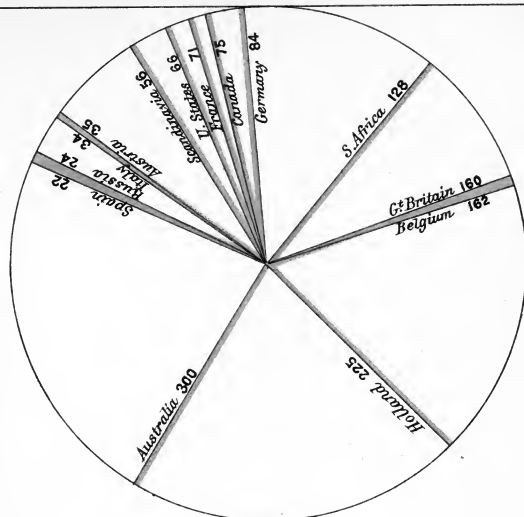 Spain 22
Russia 24
Italy 34
Austria 35
Scandinavia 56
U. States 66
France 71
Canada 75
Germany 84
S. Africa 128
Gt. Britain 160
Belgium 162
Holland 225
Australia 300